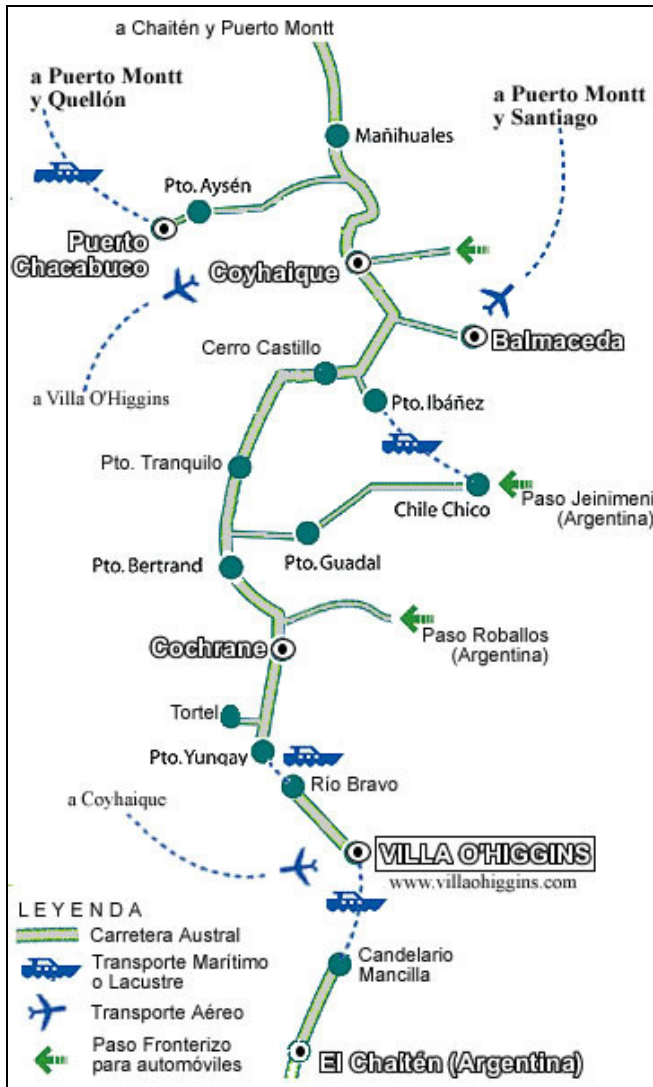 a Chaitén y Puerto Montt
a Puerto Montt
y Quellón
a Puerto Montt
y Santiago
Mañihuales
Pto. Aysén
Puerto
Chacabuco
Coyhaique
Balmaceda
Cerro Castillo
a Villa O'Higgins
Pto. Ibáñez
Pto. Tranquilo
Chile Chico
Paso Jeinimeni
(Argentina)
Pto. Bertrand
Pto. Guadal
Paso Roballos
(Argentina)
Cochrane
Tortel
Pto. Yungay
Río Bravo
a Coyhaique
VILLA O'HIGGINS
www.villaohiggins.com
LEYENDA
Carretera Austral
Transporte Marítimo
o Lacustre
Transporte Aéreo
Paso Fronterizo
para automóviles
Candelario
Mancilla
El Chaltén (Argentina)